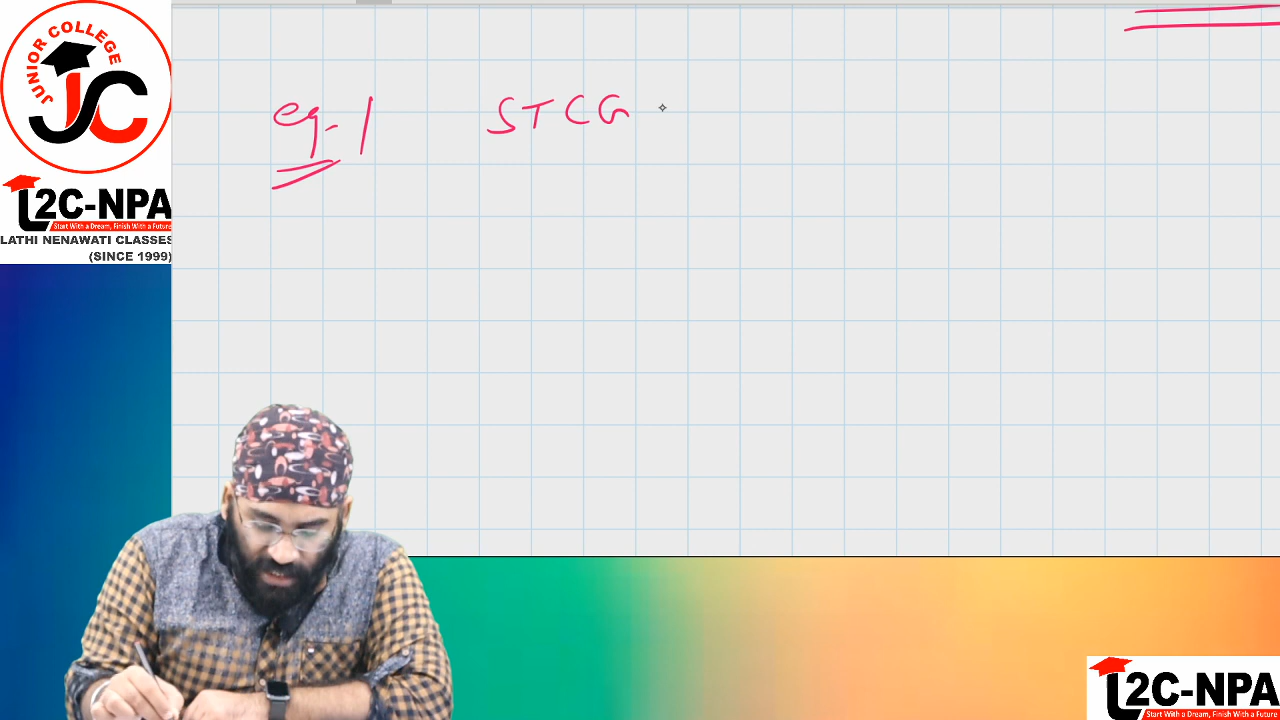 JUNIOR COLLEGE
JC
L2C-NPA
Start With a Dream, Finish With a Future
LATHI NENAWATI CLASSES
(SINCE 1999)
eg. 1 STCG
L2C-NPA
Start With a Dream, Finish With a Future